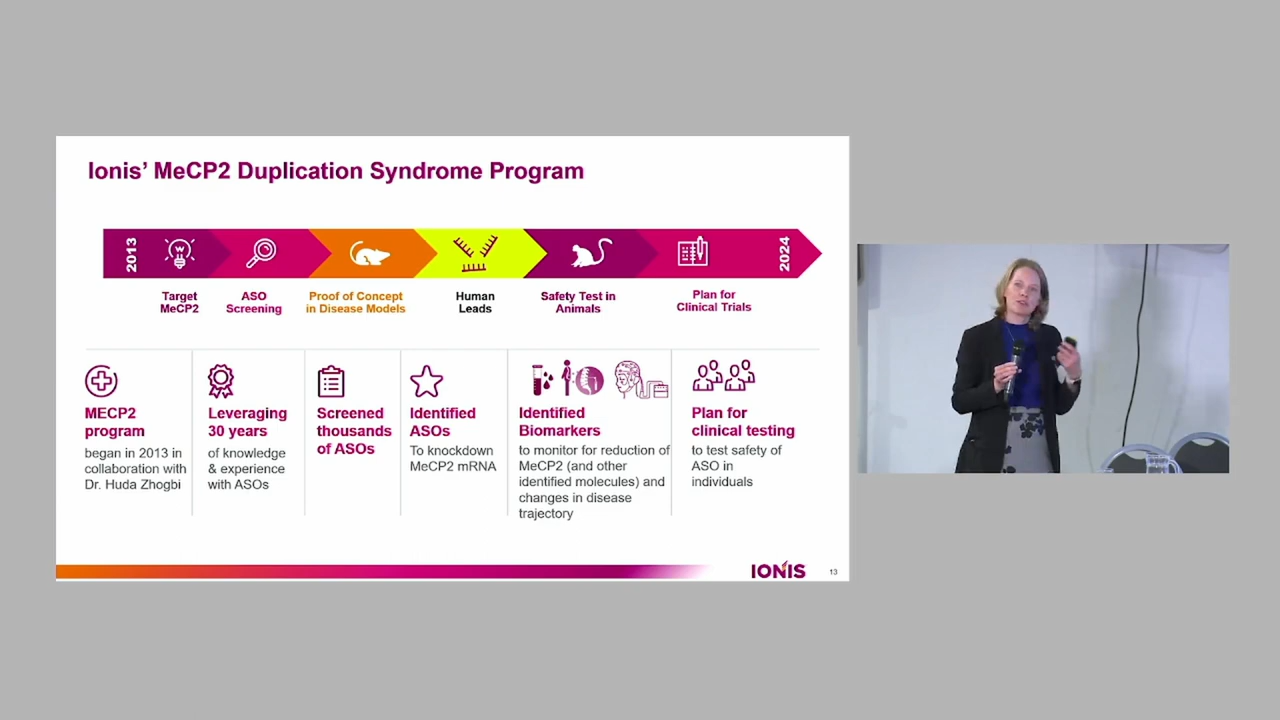 Ionis’ MeCP2 Duplication Syndrome Program
2013
2024
Target
MeCP2
ASO
Screening
Proof of Concept
in Disease Models
Human
Leads
Safety Test in
Animals
Plan for
Clinical Trials
MECP2
program
began in 2013 in
collaboration with
Dr. Huda Zhogbi
Leveraging
30 years
of knowledge
& experience
with ASOs
Screened
thousands
of ASOs
Identified
ASOs
To knockdown
MeCP2 mRNA
Identified
Biomarkers
to monitor for reduction of
MeCP2 (and other
identified molecules) and
changes in disease
trajectory
Plan for
clinical testing
to test safety of
ASO in
individuals
IONIS
13